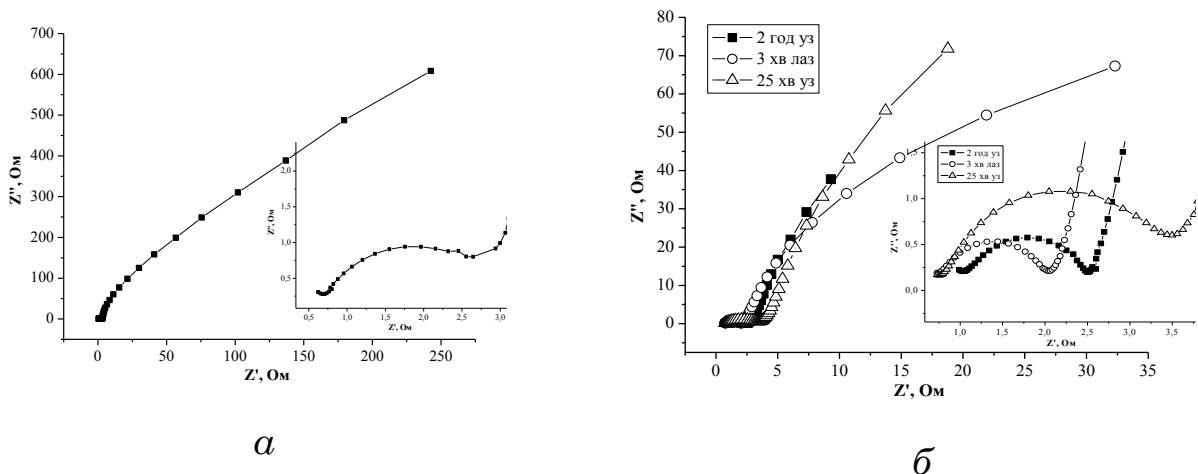 700
600
500
400
300
200
100
0
Z'', Ом
0 50 100 150 200 250
Z', Ом
2,0
1,5
1,0
0,5
Z'', Ом
0,5 1,0 1,5 2,0 2,5 3,0
Z', Ом
а
80
70
60
50
40
30
20
10
0
Z'', Ом
2 год уз
3 хв лаз
25 хв уз
0 5 10 15 20 25 30 35
Z', Ом
,5
1,0
0,5
0,0
Z'', Ом
2 год уз
3 хв лаз
25 хв уз
1,0 1,5 2,0 2,5 3,0 3,5
Z', Ом
б